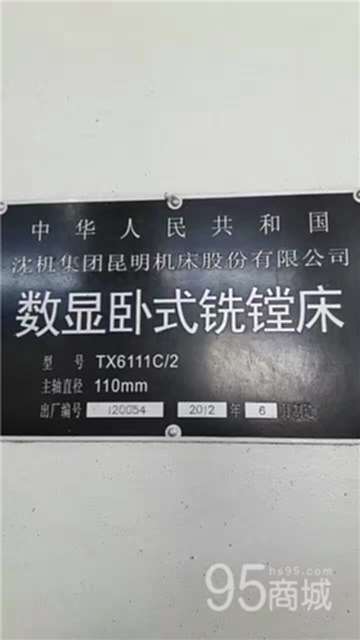 中华人民共和国
沈机集团昆明机床股份有限公司
数显卧式铣镗床
型号 TX6111C/2
主轴直径 110mm
出厂编号 120054 2012 年 6 月
hs95.com
95商城